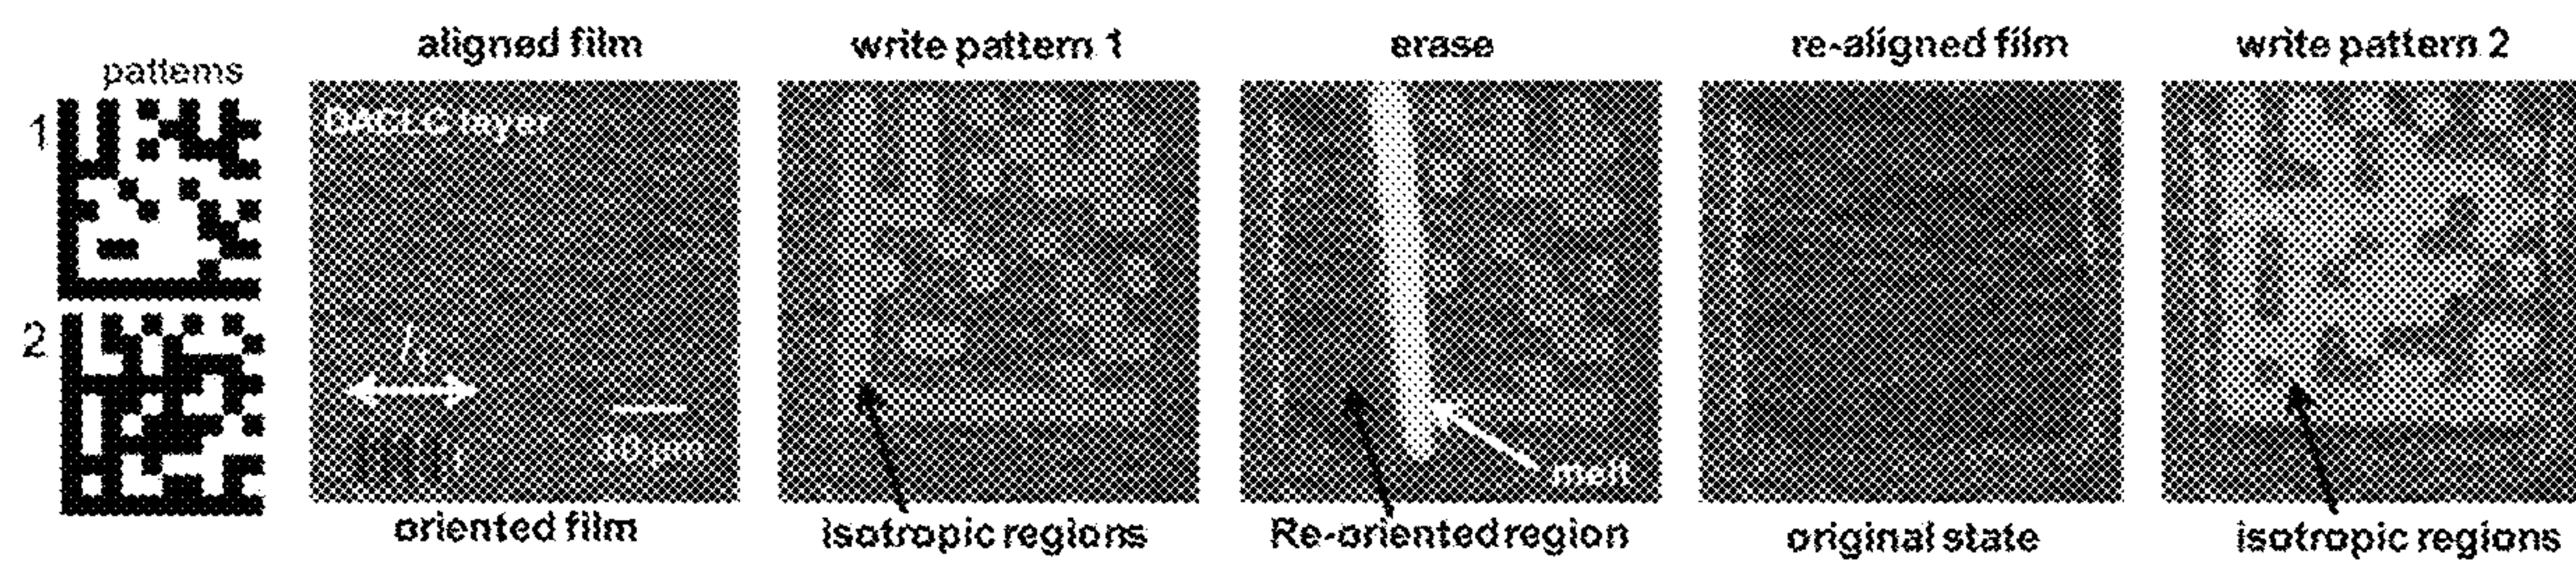 patterns
1
2
aligned film
DACLC layer
10 μm
oriented film
write pattern 1
isotropic regions
erase
melt
Re-oriented region
re-aligned film
original state
write pattern 2
isotropic regions